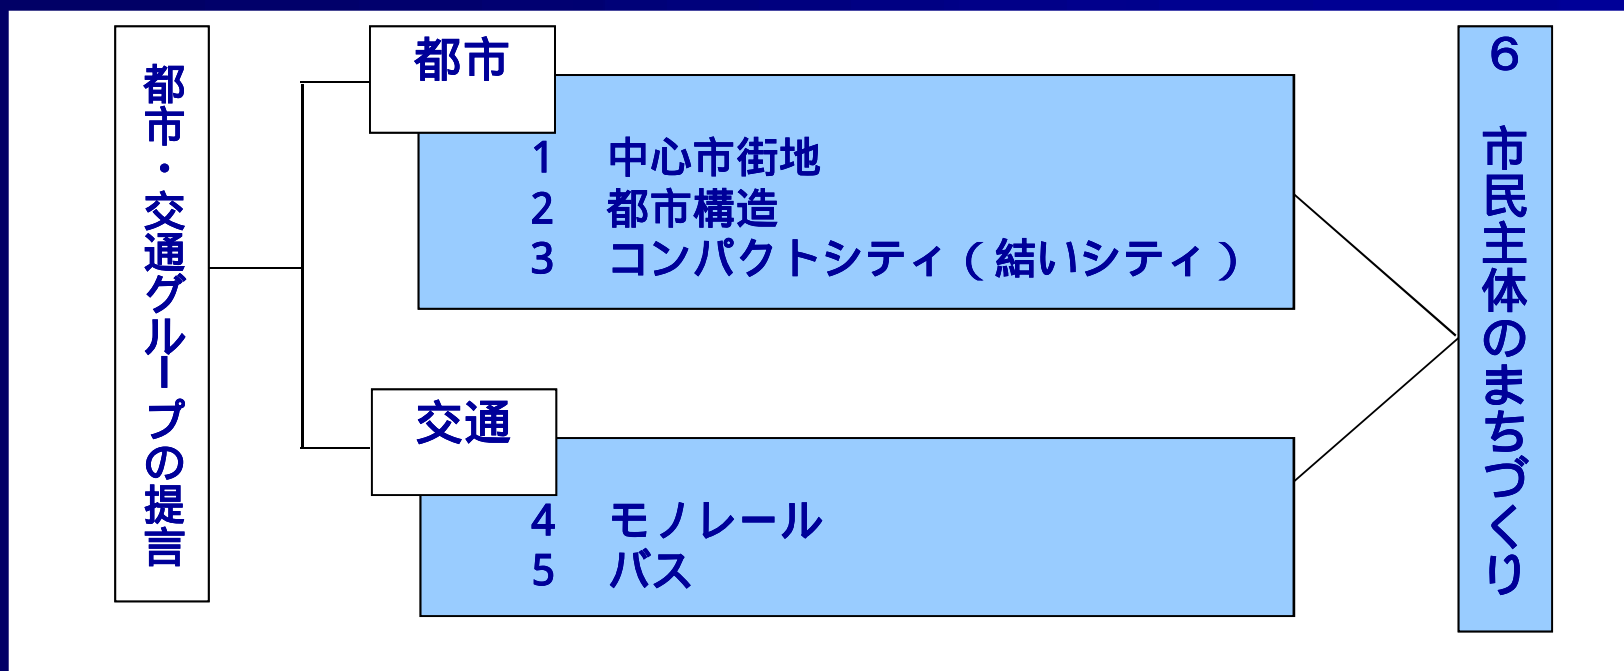 都市・交通グループの提言
都市
1 中心市街地
2 都市構造
3 コンパクトシティ(結いシティ)
交通
4 モノレール
5 バス
6 市民主体のまちづくり